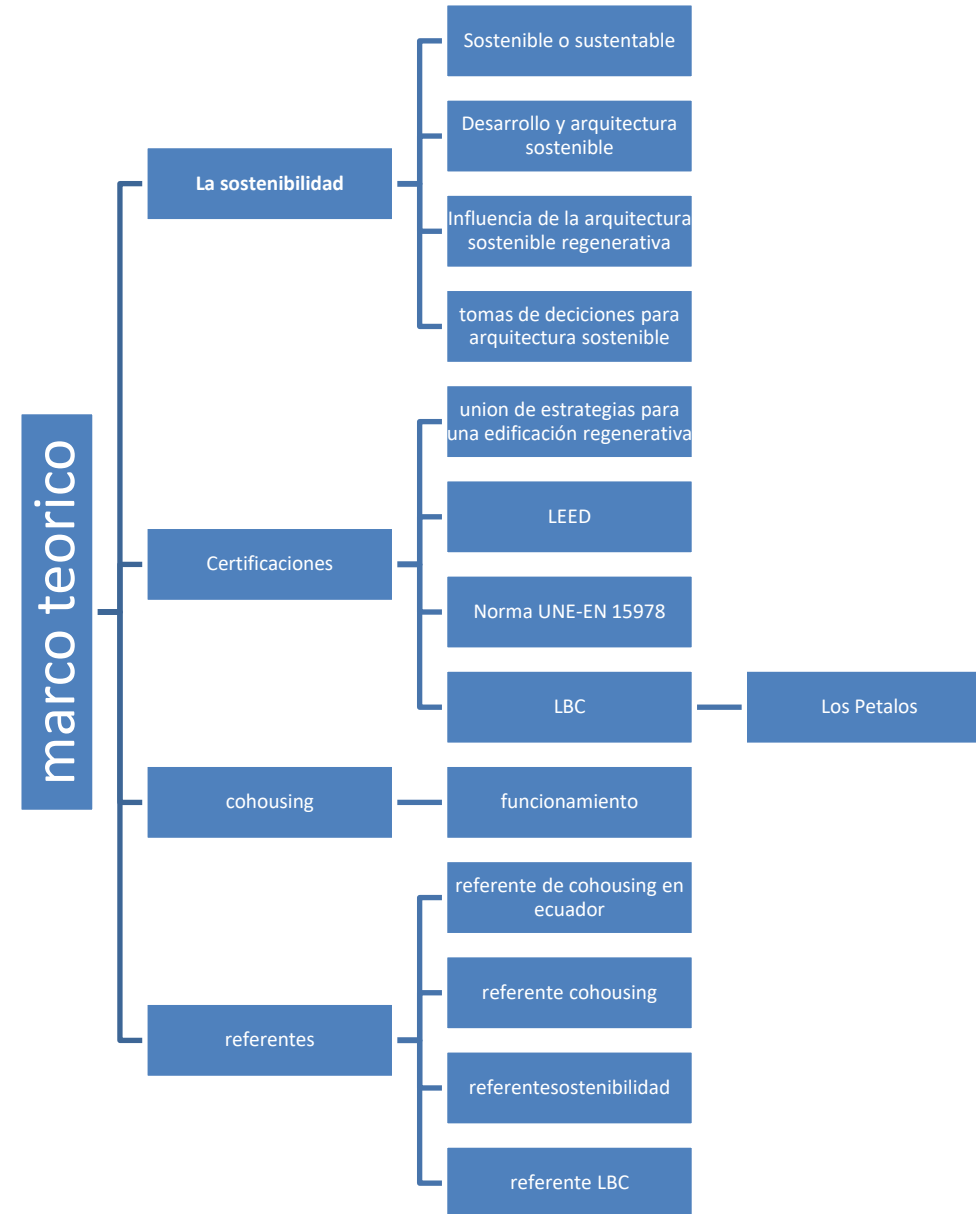 marco teorico
La sostenibilidad
Sostenible o sustentable
Desarrollo y arquitectura
sostenible
Influencia de la arquitectura
sostenible regenerativa
tomas de deciciones para
arquitectura sostenible
Certificaciones
union de estrategias para
una edificación regenerativa
LEED
Norma UNE-EN 15978
LBC
Los Petalos
cohousing
funcionamiento
referentes
referente de cohousing en
ecuador
referente cohousing
referentesostenibilidad
referente LBC